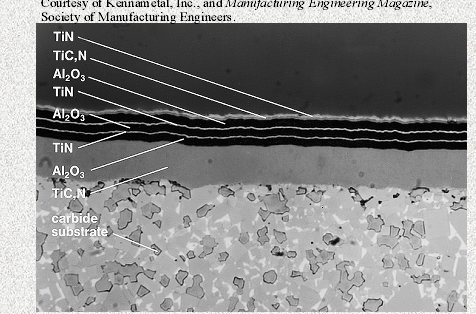 Courtesy of Kennametal, Inc., and Manufacturing Engineering Magazine,
Society of Manufacturing Engineers.
TiN
TiC,N
Al₂O₃
TiN
Al₂O₃
TiN
Al₂O₃
TiC,N
carbide
substrate